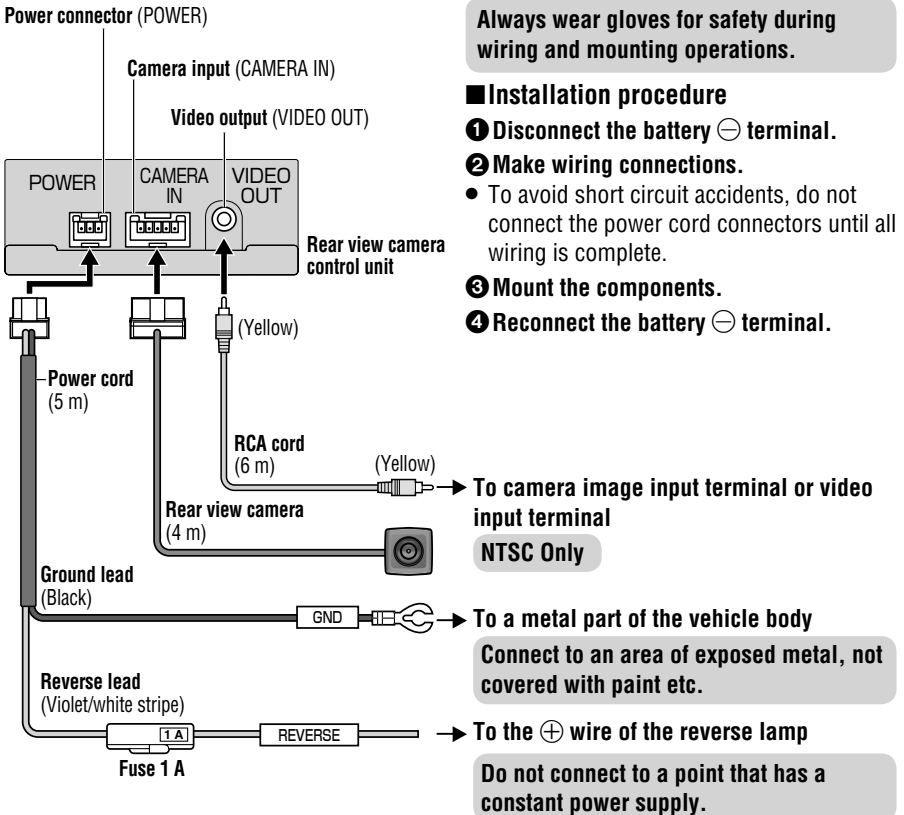 Power connector (POWER)
Camera input (CAMERA IN)
Video output (VIDEO OUT)
POWER
CAMERA
IN
VIDEO
OUT
Rear view camera
control unit
(Yellow)
Power cord
(5 m)
RCA cord
(6 m)
(Yellow)
Rear view camera
(4 m)
Ground lead
(Black)
GND
Reverse lead
(Violet/white stripe)
1 A
REVERSE
Fuse 1 A
Always wear gloves for safety during
wiring and mounting operations.
■Installation procedure
❶Disconnect the battery ⊖ terminal.
❷Make wiring connections.
● To avoid short circuit accidents, do not
connect the power cord connectors until all
wiring is complete.
❸Mount the components.
❹Reconnect the battery ⊖ terminal.
To camera image input terminal or video
input terminal
NTSC Only
To a metal part of the vehicle body
Connect to an area of exposed metal, not
covered with paint etc.
To the ⊕ wire of the reverse lamp
Do not connect to a point that has a
constant power supply.